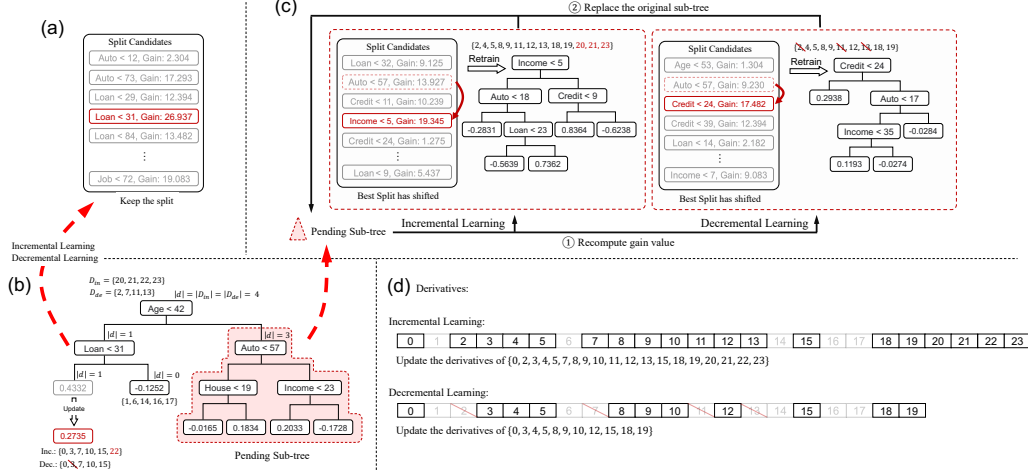 (a)
Split Candidates
Auto < 12, Gain: 2.304
Auto < 73, Gain: 17.293
Loan < 29, Gain: 12.394
Loan < 31, Gain: 26.937
Loan < 84, Gain: 13.482
⋮
Job < 72, Gain: 19.083
Keep the split
Incremental Learning
Decremental Learning
(b)
D_in = {20, 21, 22, 23}
D_de = {2, 7, 11, 13}
|d| = |D_in| = |D_de| = 4
Age < 42
|d| = 1
|d| = 3
Loan < 31
Auto < 57
|d| = 1
|d| = 0
0.4332
-0.1252
{1, 6, 14, 16, 17}
House < 19
Income < 23
Update
-0.0165
0.1834
0.2033
-0.1728
0.2735
Inc.: {0, 3, 7, 10, 15, 22}
Dec.: {0, 3, 7, 10, 15}
Pending Sub-tree
(c)
② Replace the original sub-tree
Split Candidates
Loan < 32, Gain: 9.125
Auto < 57, Gain: 13.927
Credit < 11, Gain: 10.239
Income < 5, Gain: 19.345
Credit < 24, Gain: 1.275
⋮
Loan < 9, Gain: 5.437
Best Split has shifted
{2, 4, 5, 8, 9, 11, 12, 13, 18, 19, 20, 21, 23}
Retrain
Income < 5
Auto < 18
Credit < 9
-0.2831
Loan < 23
0.8364
-0.6238
-0.5639
0.7362
Split Candidates
Age < 53, Gain: 1.304
Auto < 57, Gain: 9.230
Credit < 24, Gain: 17.482
Credit < 39, Gain: 12.394
Loan < 14, Gain: 2.182
⋮
Income < 7, Gain: 9.083
Best Split has shifted
{2, 4, 5, 8, 9, 11, 12, 13, 18, 19}
Retrain
Credit < 24
0.2938
Auto < 17
Income < 35
-0.0284
0.1193
-0.0274
Pending Sub-tree
Incremental Learning
Decremental Learning
① Recompute gain value
(d)
Derivatives:
Incremental Learning:
0 1 2 3 4 5 6 7 8 9 10 11 12 13 14 15 16 17 18 19 20 21 22 23
Update the derivatives of {0, 2, 3, 4, 5, 7, 8, 9, 10, 11, 12, 13, 15, 18, 19, 20, 21, 22, 23}
Decremental Learning:
0 1 2 3 4 5 6 7 8 9 10 11 12 13 14 15 16 17 18 19
Update the derivatives of {0, 3, 4, 5, 8, 9, 10, 12, 15, 18, 19}